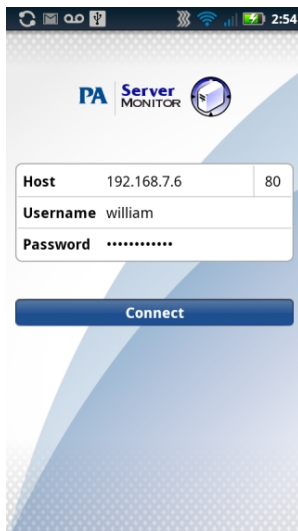 2:54
PA Server
MONITOR
Host 192.168.7.6 80
Username william
Password ••••••••••••
Connect